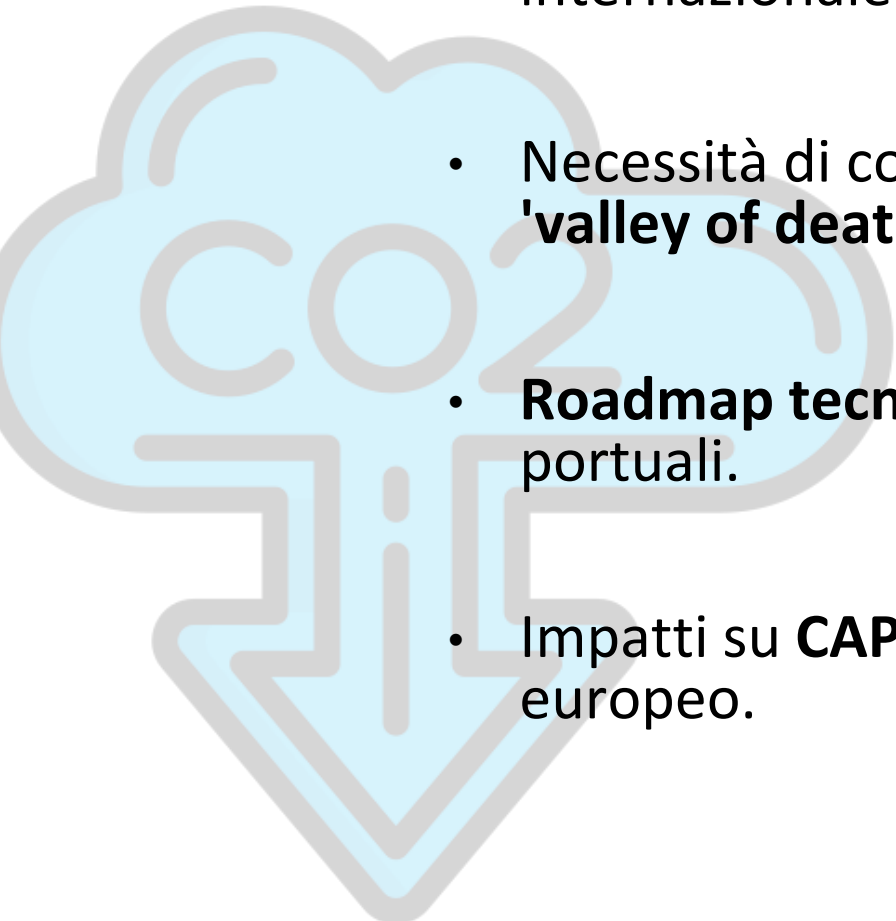 internazionale
• Necessità di co
'valley of deat
CO2
• Roadmap tecn
portuali.
• Impatti su CAP
europeo.